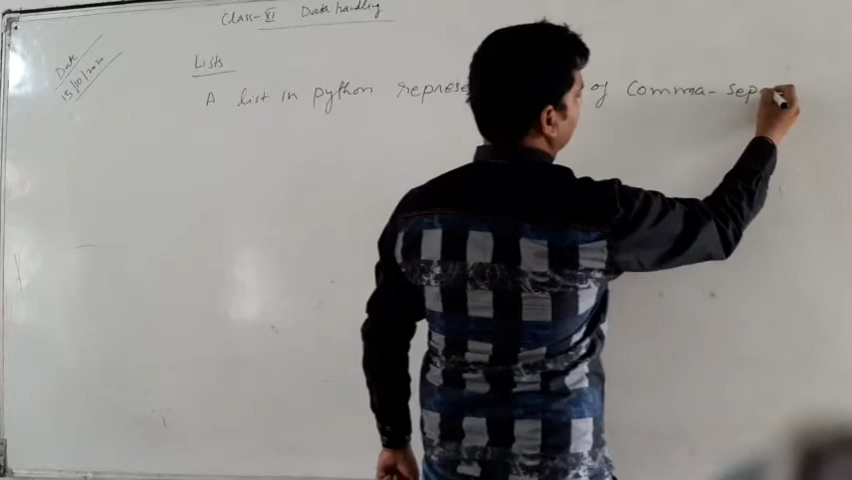 Class-XI Data handling
Date
15/10/2020
Lists
A list in python represe of Comma-sep